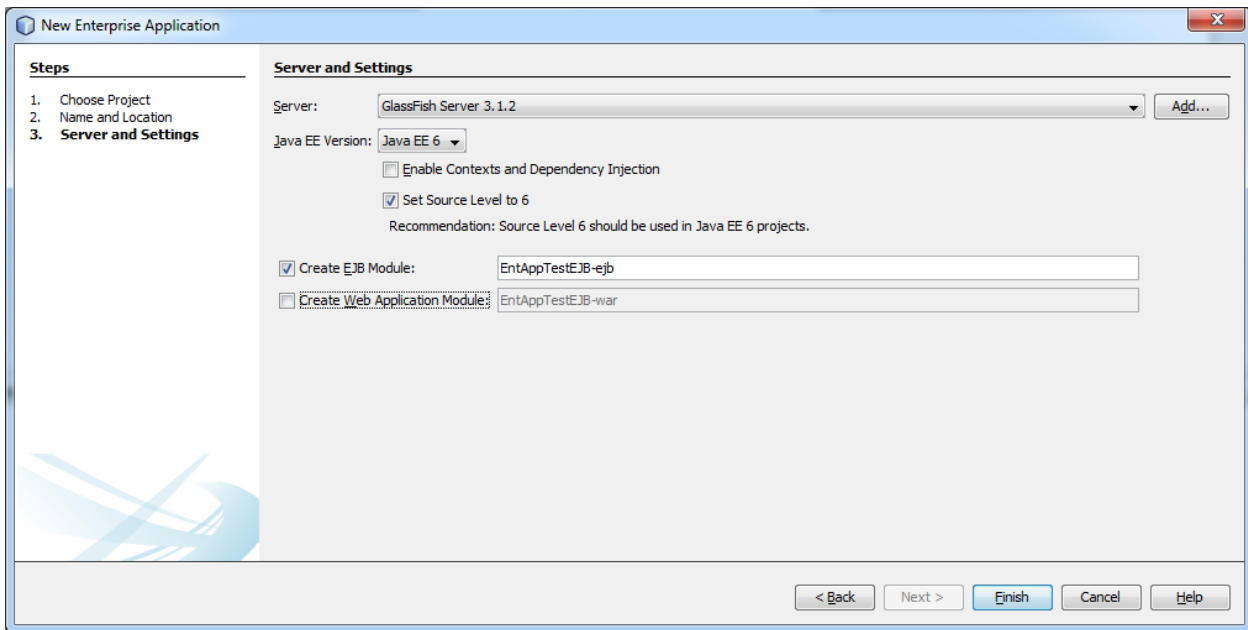 New Enterprise Application
Steps
1. Choose Project
2. Name and Location
3. Server and Settings
Server and Settings
Server: GlassFish Server 3.1.2 Add...
Java EE Version: Java EE 6
Enable Contexts and Dependency Injection
Set Source Level to 6
Recommendation: Source Level 6 should be used in Java EE 6 projects.
Create EJB Module: EntAppTestEJB-ejb
Create Web Application Module: EntAppTestEJB-war
< Back Next > Finish Cancel Help